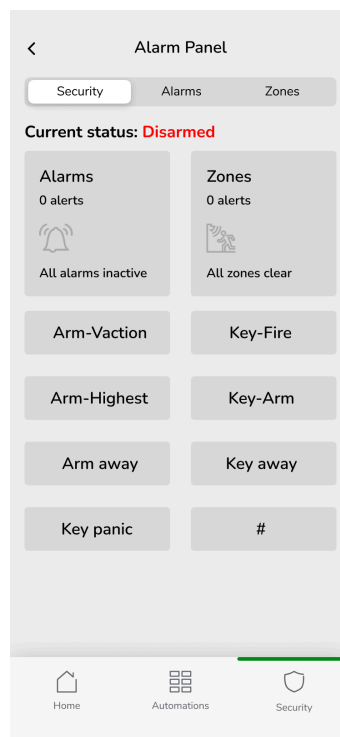 Alarm Panel
Security Alarms Zones
Current status: Disarmed
Alarms
0 alerts
All alarms inactive
Zones
0 alerts
All zones clear
Arm-Vaction
Key-Fire
Arm-Highest
Key-Arm
Arm away
Key away
Key panic
#
Home
Automations
Security